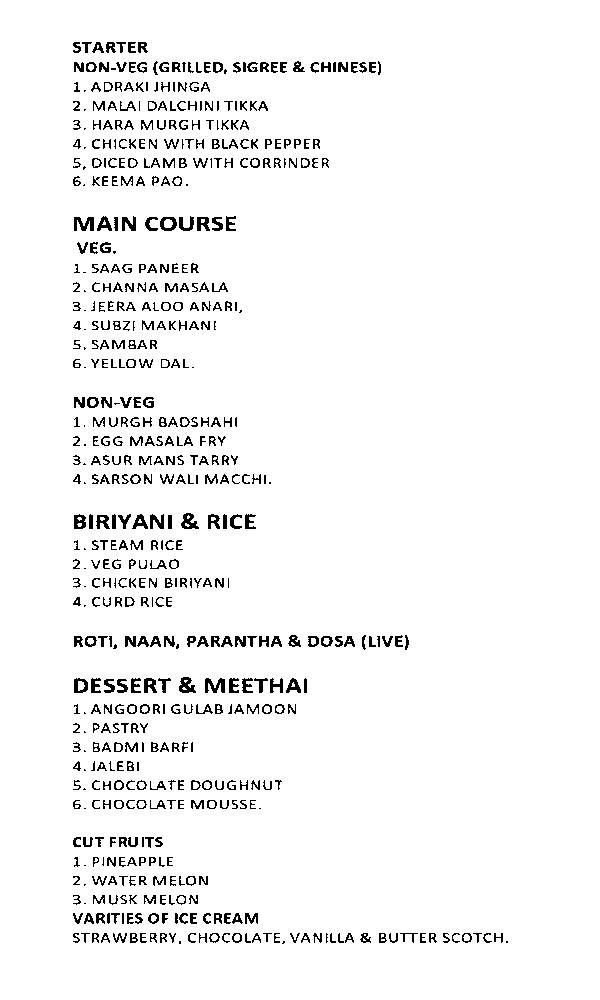 STARTER
NON-VEG (GRILLED, SIGREE & CHINESE)
1. ADRAKI JHINGA
2. MALAI DALCHINI TIKKA
3. HARA MURGH TIKKA
4. CHICKEN WITH BLACK PEPPER
5, DICED LAMB WITH CORRINDER
6. KEEMA PAO.
MAIN COURSE
VEG.
1. SAAG PANEER
2. CHANNA MASALA
3. JEERA ALOO ANARI,
4. SUBZI MAKHANI
5. SAMBAR
6. YELLOW DAL.
NON-VEG
1. MURGH BADSHAHI
2. EGG MASALA FRY
3. ASUR MANS TARRY
4. SARSON WALI MACCHI.
BIRIYANI & RICE
1. STEAM RICE
2. VEG PULAO
3. CHICKEN BIRIYANI
4. CURD RICE
ROTI, NAAN, PARANTHA & DOSA (LIVE)
DESSERT & MEETHAI
1. ANGOORI GULAB JAMOON
2. PASTRY
3. BADMI BARFI
4. JALEBI
5. CHOCOLATE DOUGHNUT
6. CHOCOLATE MOUSSE.
CUT FRUITS
1. PINEAPPLE
2. WATER MELON
3. MUSK MELON
VARITIES OF ICE CREAM
STRAWBERRY, CHOCOLATE, VANILLA & BUTTER SCOTCH.